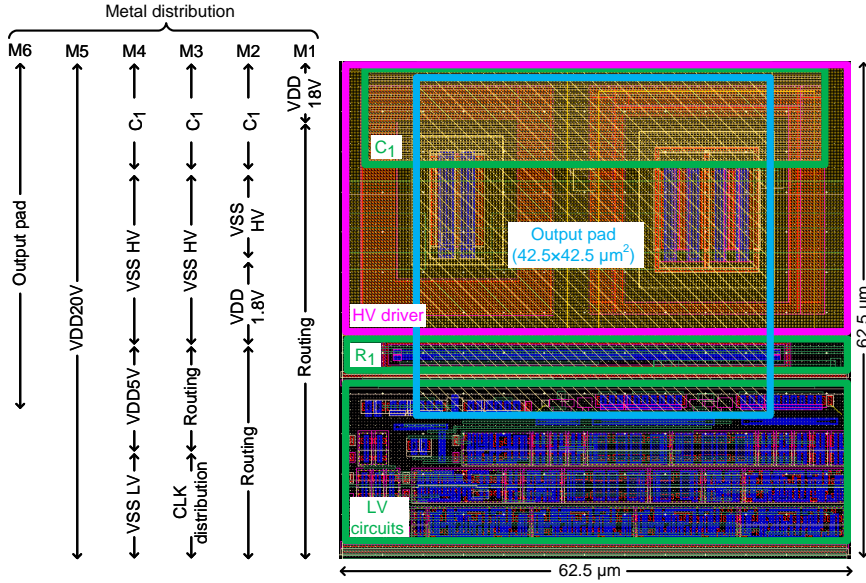 Metal distribution
M6 M5 M4 M3 M2 M1
Output pad
VDD20V
C1
VSS HV
VDD5V
VSS LV
C1
VSS HV
Routing
CLK
distribution
C1
VSS
HV
VDD
1.8V
Routing
VDD
18V
Routing
C1
Output pad
(42.5×42.5 µm²)
HV driver
R1
LV
circuits
62.5 µm
62.5 µm